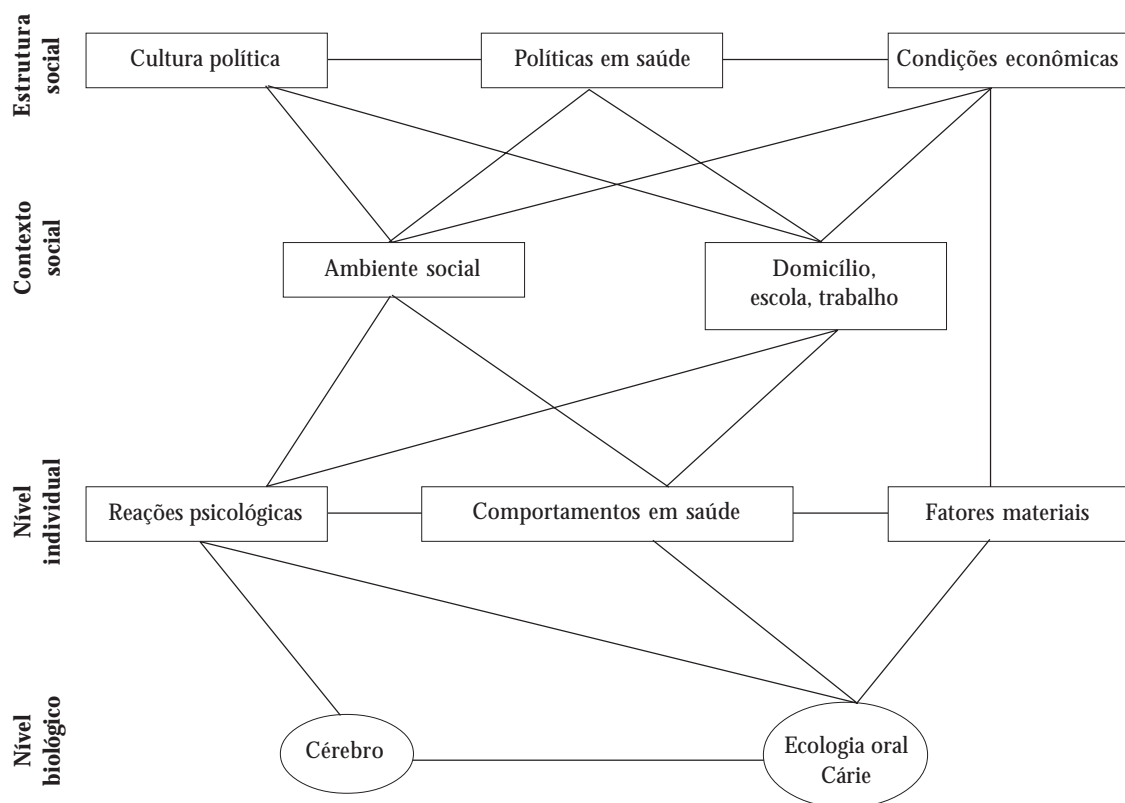 Estrutura
social
Cultura política
Políticas em saúde
Condições econômicas
Contexto
social
Ambiente social
Domicílio,
escola, trabalho
Nível
individual
Reações psicológicas
Comportamentos em saúde
Fatores materiais
Nível
biológico
Cérebro
Ecologia oral
Cárie